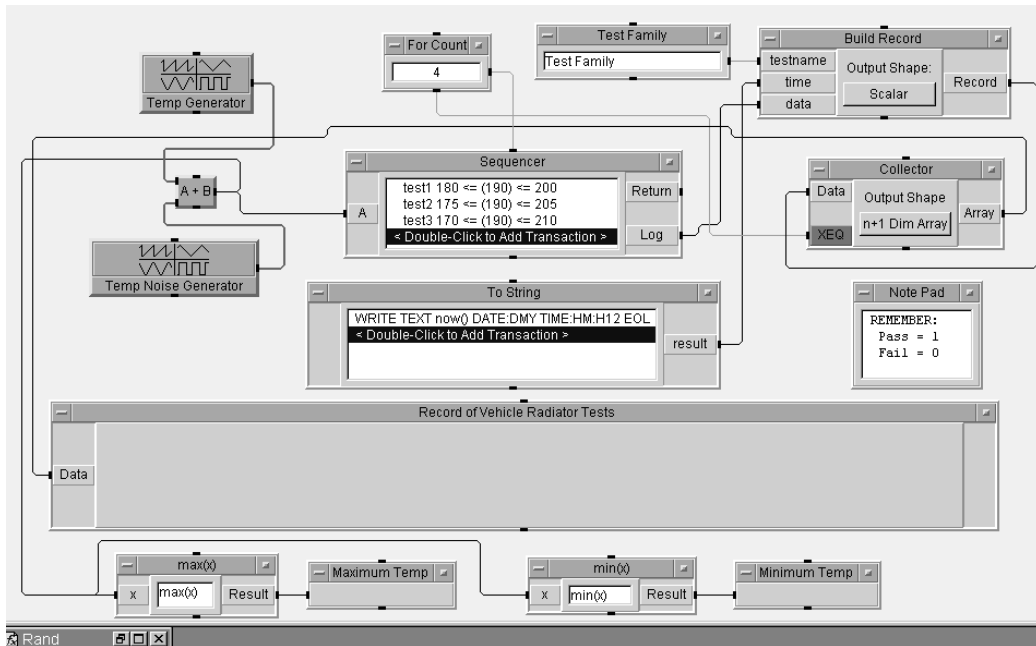 For Count
4
Test Family
Test Family
Build Record
testname
time
data
Output Shape:
Scalar
Record
Temp Generator
Sequencer
A
test1 180 <= (190) <= 200
test2 175 <= (205) <= 205
test3 170 <= (190) <= 210
< Double-Click to Add Transaction >
Return
Log
A + B
Collector
Data
XEQ
Output Shape
n+1 Dim Array
Array
Temp Noise Generator
To String
WRITE TEXT now() DATE:DMY TIME:HM:H12 EOL
< Double-Click to Add Transaction >
result
Note Pad
REMEMBER:
Pass = 1
Fail = 0
Record of Vehicle Radiator Tests
Data
max(x)
x
max(x)
Result
Maximum Temp
min(x)
x
min(x)
Result
Minimum Temp
Rand